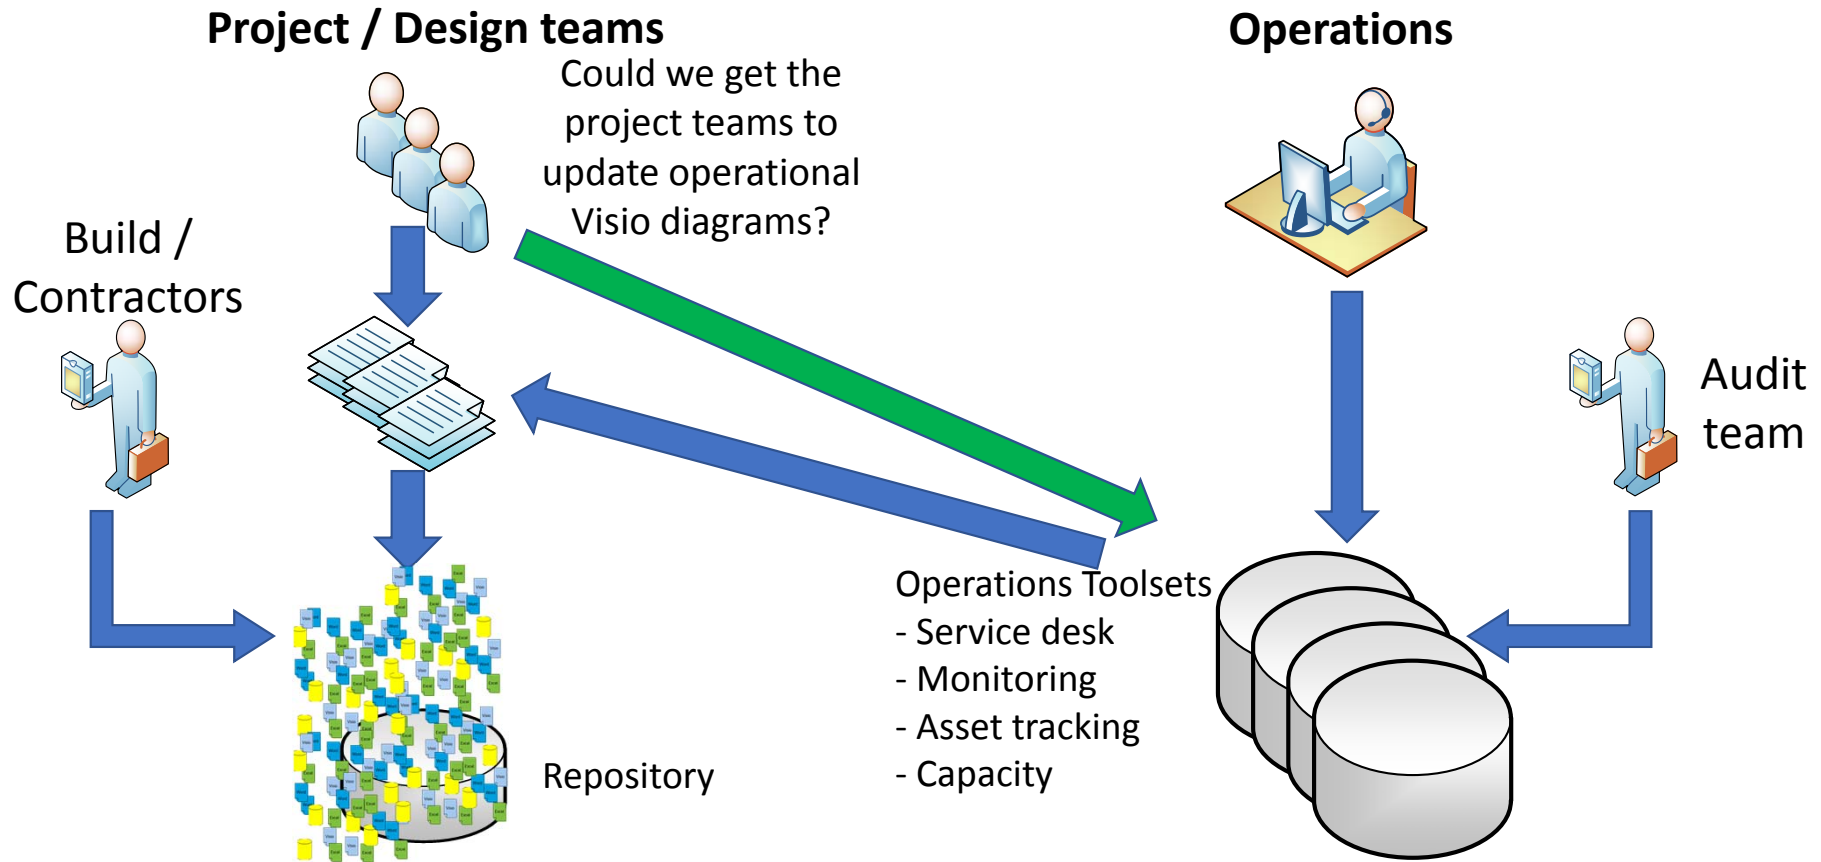 Project / Design teams
Operations
Could we get the
project teams to
update operational
Visio diagrams?
Build /
Contractors
Audit
team
Operations Toolsets
- Service desk
- Monitoring
- Asset tracking
- Capacity
Repository